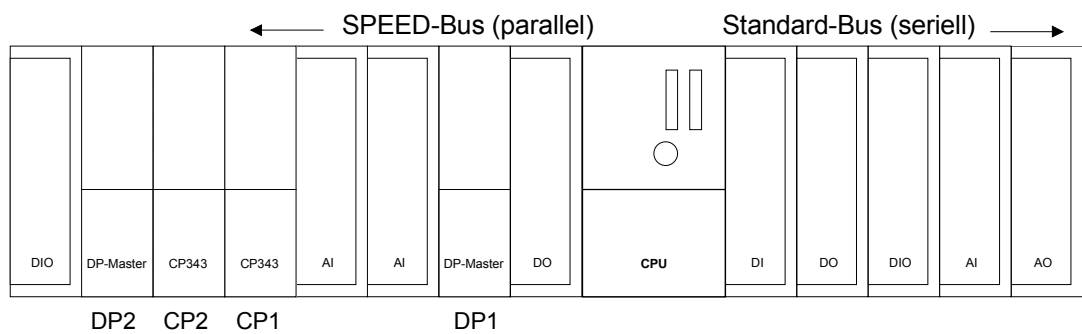 SPEED-Bus (parallel) Standard-Bus (seriell)
DIO DP-Master CP343 CP343 AI AI DP-Master DO CPU DI DO DIO AI AO
DP2 CP2 CP1 DP1